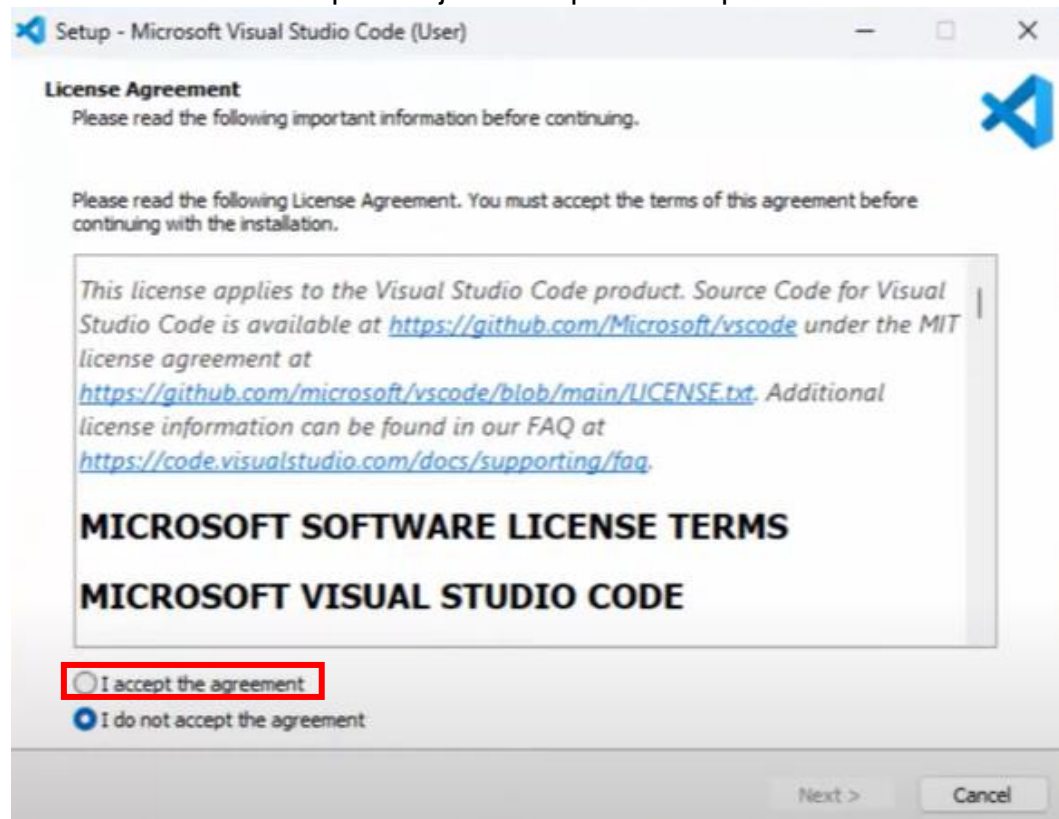 Setup - Microsoft Visual Studio Code (User)
License Agreement
Please read the following important information before continuing.
Please read the following License Agreement. You must accept the terms of this agreement before
continuing with the installation.
This license applies to the Visual Studio Code product. Source Code for Visual
Studio Code is available at https://github.com/Microsoft/vscode under the MIT
license agreement at
https://github.com/microsoft/vscode/blob/main/LICENSE.txt. Additional
license information can be found in our FAQ at
https://code.visualstudio.com/docs/supporting/faq.
MICROSOFT SOFTWARE LICENSE TERMS
MICROSOFT VISUAL STUDIO CODE
I accept the agreement
I do not accept the agreement
Next >
Cancel